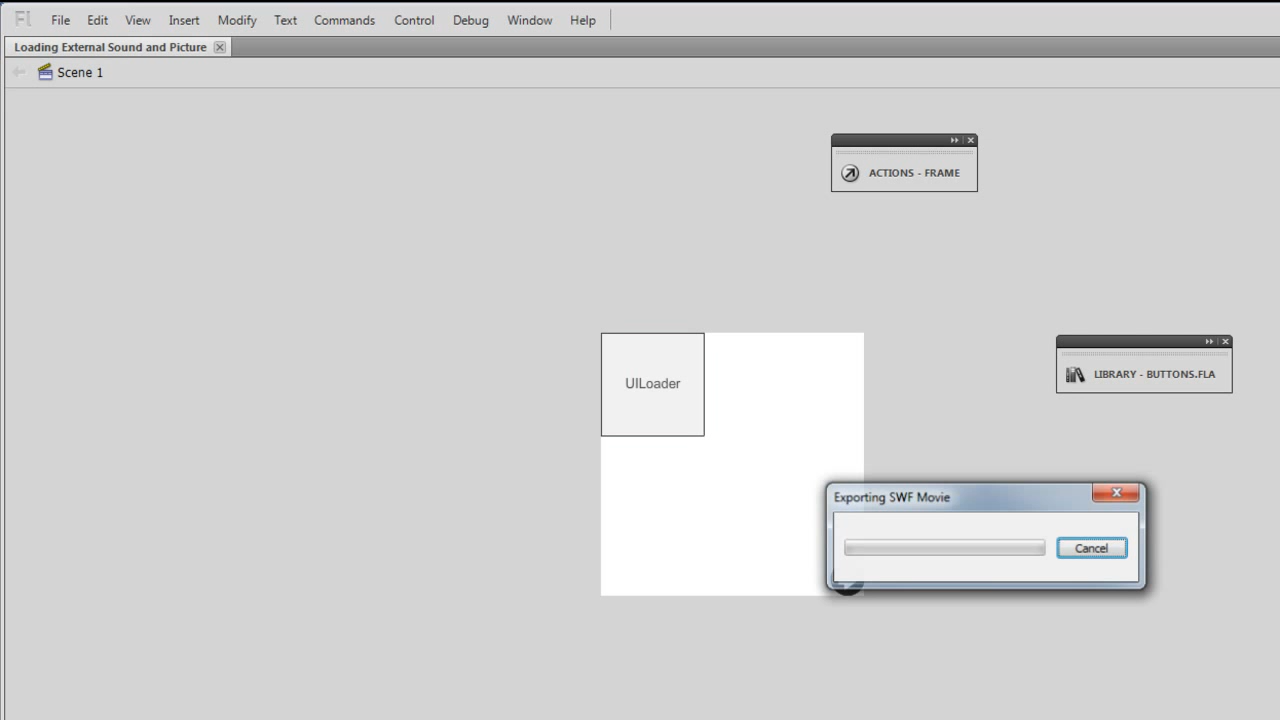 Fl File Edit View Insert Modify Text Commands Control Debug Window Help
Loading External Sound and Picture
Scene 1
ACTIONS - FRAME
UILoader
LIBRARY - BUTTONS.FLA
Exporting SWF Movie
Cancel